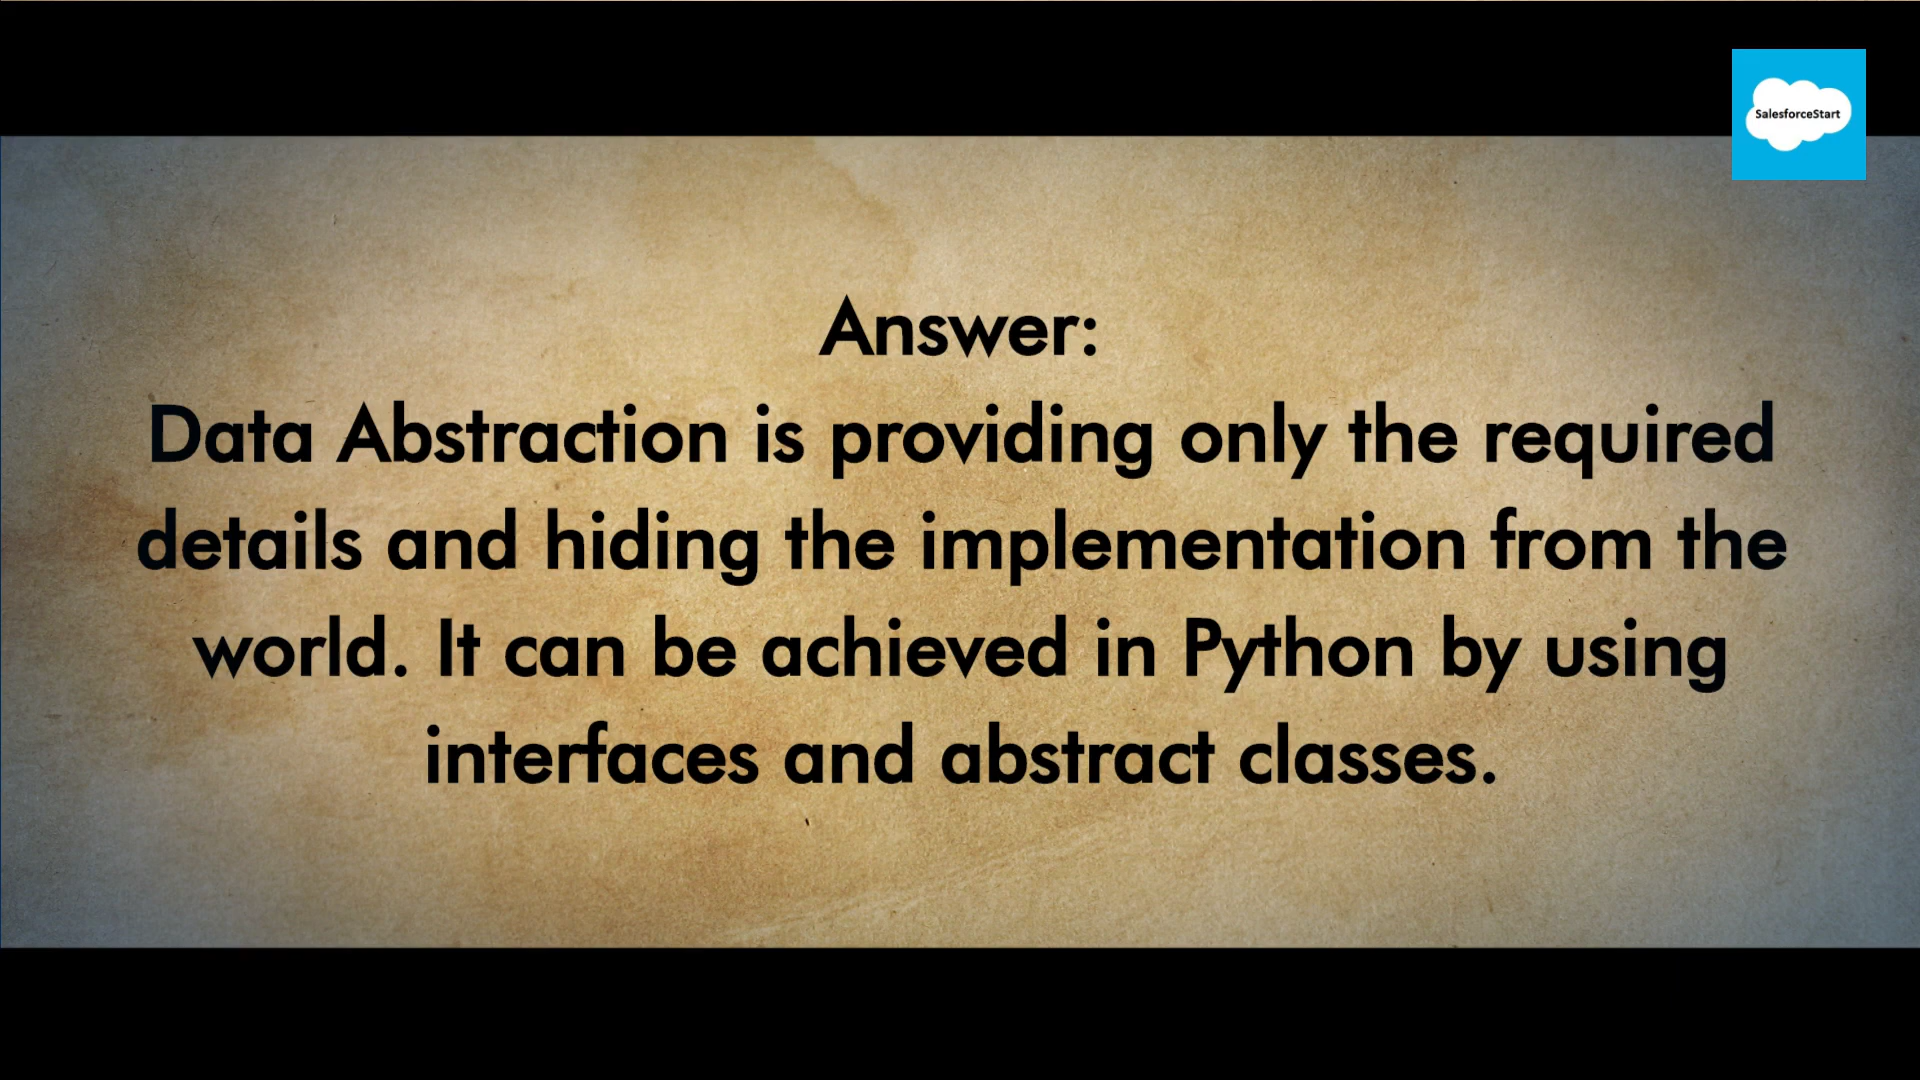 SalesforceStart
Answer:
Data Abstraction is providing only the required
details and hiding the implementation from the
world. It can be achieved in Python by using
interfaces and abstract classes.